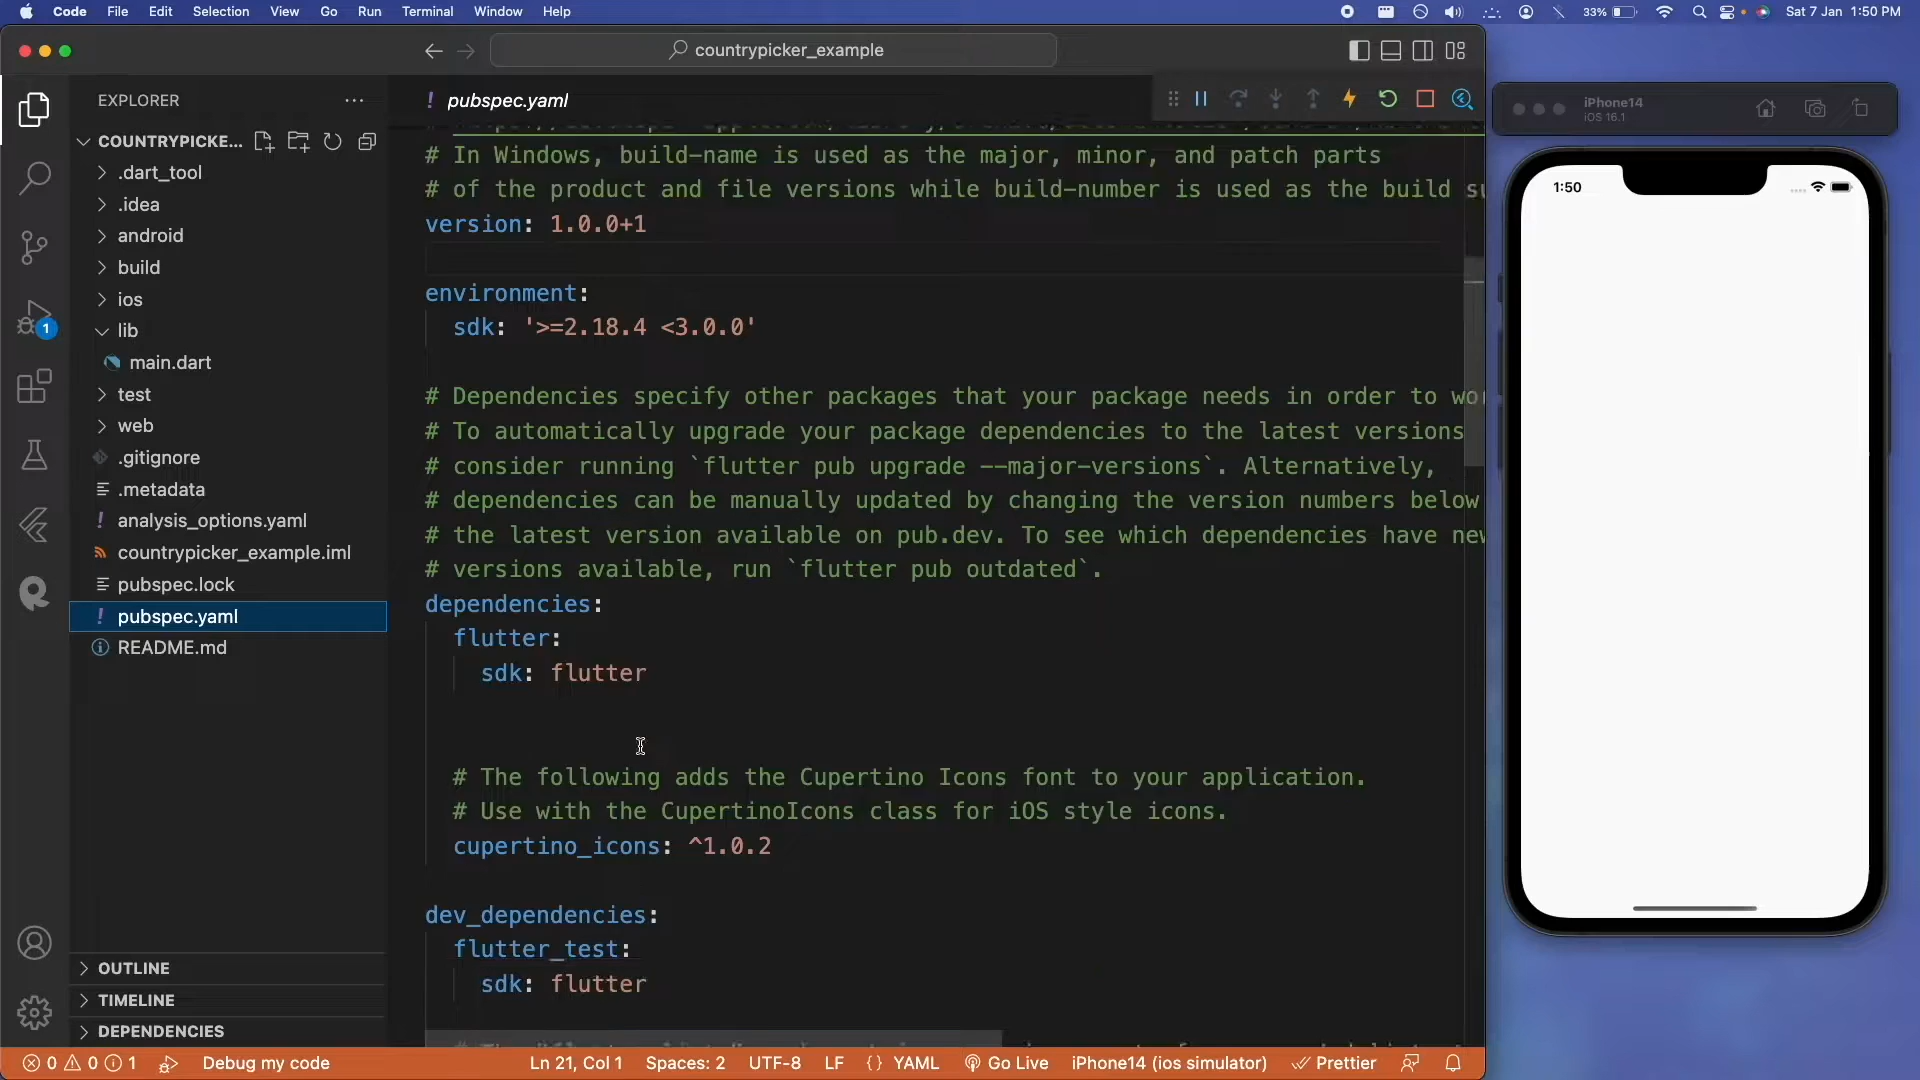 Code File Edit Selection View Go Run Terminal Window Help 33% Sat 7 Jan 1:50 PM
countrypicker_example
EXPLORER
COUNTRYPICKE...
.dart_tool
.idea
android
build
ios
lib
main.dart
test
web
.gitignore
.metadata
analysis_options.yaml
countrypicker_example.iml
pubspec.lock
pubspec.yaml
README.md
OUTLINE
TIMELINE
DEPENDENCIES
1
! pubspec.yaml
# In Windows, build-name is used as the major, minor, and patch parts
# of the product and file versions while build-number is used as the build su
version: 1.0.0+1
environment:
sdk: '>=2.18.4 <3.0.0'
# Dependencies specify other packages that your package needs in order to wor
# To automatically upgrade your package dependencies to the latest versions
# consider running `flutter pub upgrade --major-versions`. Alternatively,
# dependencies can be manually updated by changing the version numbers below
# the latest version available on pub.dev. To see which dependencies have new
# versions available, run `flutter pub outdated`.
dependencies:
flutter:
sdk: flutter
# The following adds the Cupertino Icons font to your application.
# Use with the CupertinoIcons class for iOS style icons.
cupertino_icons: ^1.0.2
dev_dependencies:
flutter_test:
sdk: flutter
0 0 1 Debug my code Ln 21, Col 1 Spaces: 2 UTF-8 LF {} YAML Go Live iPhone14 (ios simulator) Prettier
iPhone14
iOS 16.1
1:50